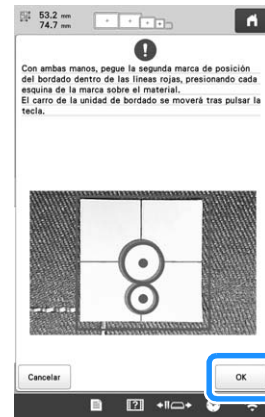 53.2 mm
74.7 mm
Con ambas manos, pegue la segunda marca de posición
del bordado dentro de las líneas rojas, presionando cada
esquina de la marca sobre el material.
El carro de la unidad de bordado se moverá tras pulsar la
tecla.
Cancelar
OK